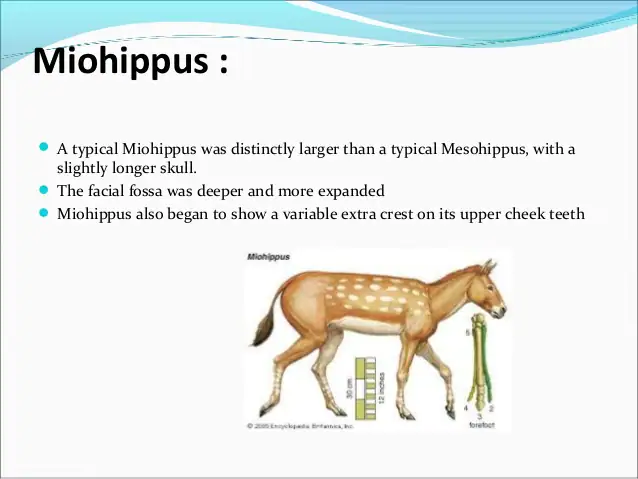 Miohippus :
A typical Miohippus was distinctly larger than a typical Mesohippus, with a
slightly longer skull.
The facial fossa was deeper and more expanded
Miohippus also began to show a variable extra crest on its upper cheek teeth
Miohippus
5
30 cm
12 inches
4 3 2
forefoot
© 2005 Encyclopædia Britannica, Inc.